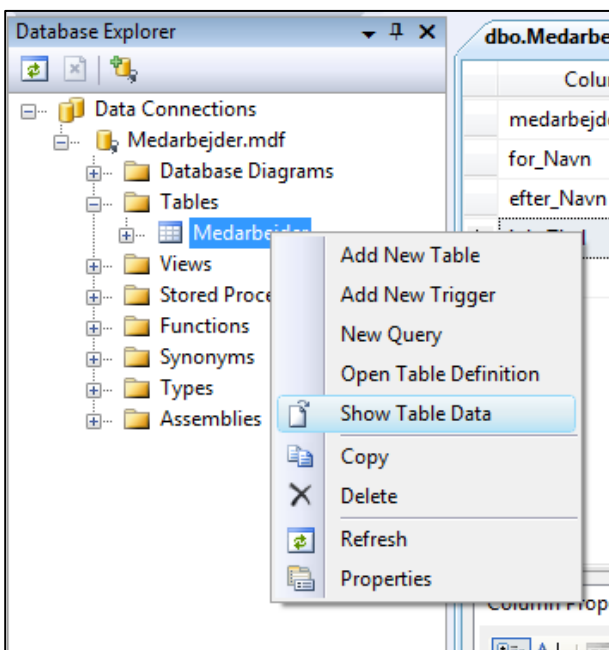 Database Explorer
Data Connections
Medarbejder.mdf
Database Diagrams
Tables
Medarbejder
Views
Stored Proce
Functions
Synonyms
Types
Assemblies
Add New Table
Add New Trigger
New Query
Open Table Definition
Show Table Data
Copy
Delete
Refresh
Properties
dbo.Medarbe
Colu
medarbejde
for_Navn
efter_Navn
Column Prop